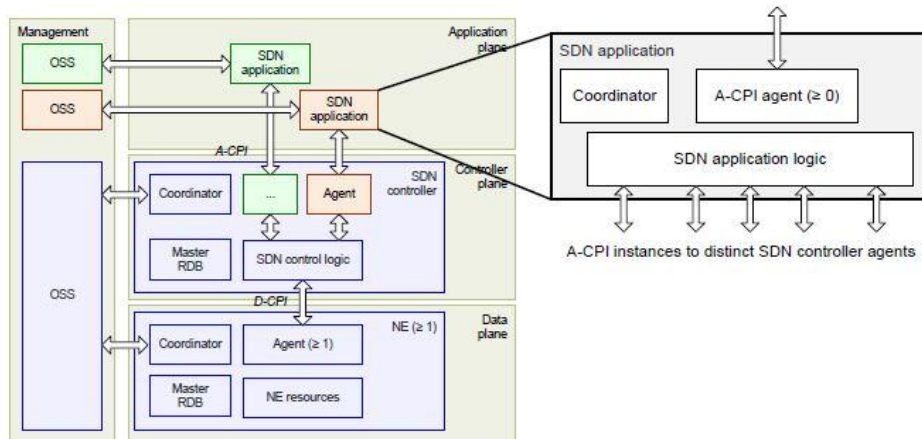 Management
OSS
OSS
OSS
Application
plane
SDN
application
SDN
application
A-CPI
Controller
plane
SDN
controller
Coordinator
...
Agent
Master
RDB
SDN control logic
D-CPI
Data
plane
NE (≥ 1)
Coordinator
Agent (≥ 1)
Master
RDB
NE resources
SDN application
Coordinator
A-CPI agent (≥ 0)
SDN application logic
A-CPI instances to distinct SDN controller agents